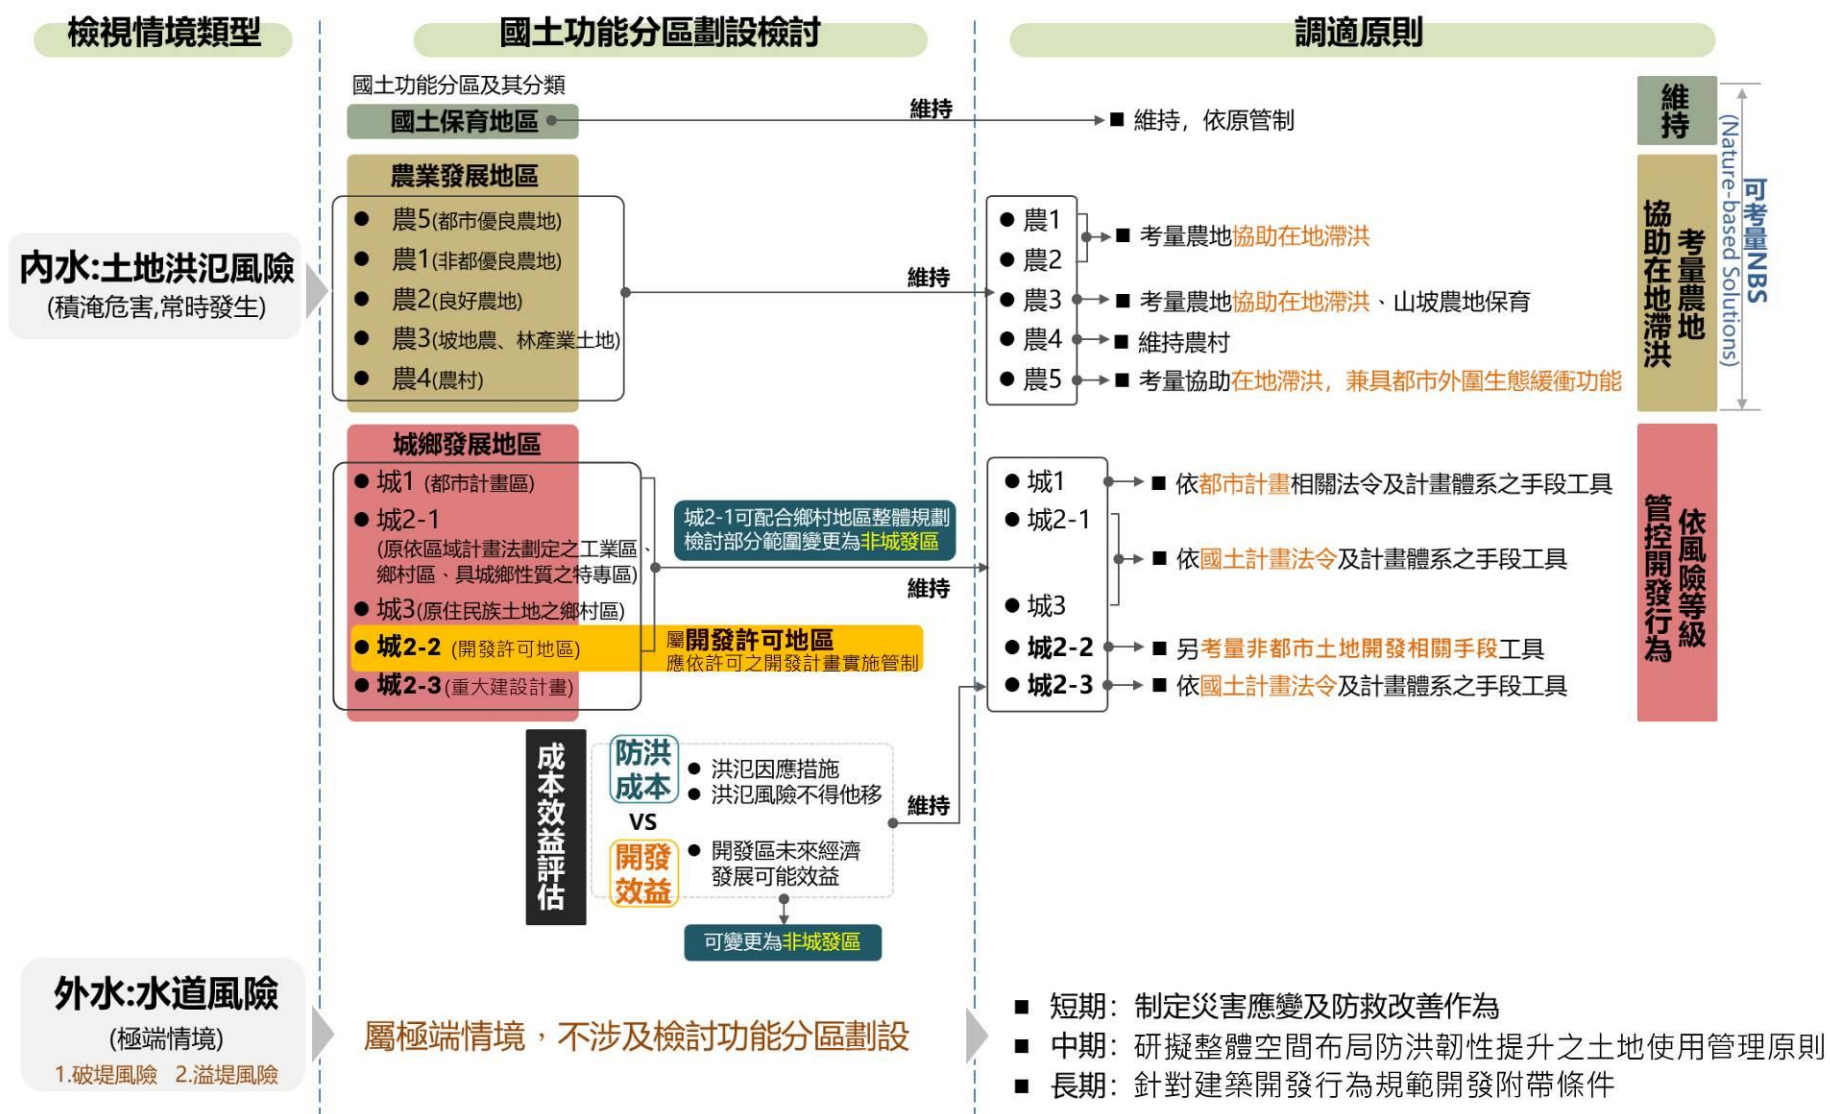 檢視情境類型
國土功能分區劃設檢討
調適原則
國土功能分區及其分類
國土保育地區
維持
■ 維持，依原管制
維持
農業發展地區
● 農5(都市優良農地)
● 農1(非都優良農地)
● 農2(良好農地)
● 農3(坡地農、林產業土地)
● 農4(農村)
內水:土地洪氾風險
(積淹危害,常時發生)
維持
● 農1
● 農2
■ 考量農地協助在地滯洪
● 農3
■ 考量農地協助在地滯洪、山坡農地保育
● 農4
■ 維持農村
● 農5
■ 考量協助在地滯洪，兼具都市外圍生態緩衝功能
考量農地
協助在地滯洪
可考量NBS
(Nature-based Solutions)
城鄉發展地區
● 城1 (都市計畫區)
● 城2-1
(原依區域計畫法劃定之工業區、
鄉村區、具城鄉性質之特專區)
● 城3(原住民族土地之鄉村區)
● 城2-2 (開發許可地區)
屬開發許可地區
應依許可之開發計畫實施管制
● 城2-3(重大建設計畫)
城2-1可配合鄉村地區整體規劃
檢討部分範圍變更為非城發區
維持
● 城1
■ 依都市計畫相關法令及計畫體系之手段工具
● 城2-1
■ 依國土計畫法令及計畫體系之手段工具
● 城3
● 城2-2
■ 另考量非都市土地開發相關手段工具
● 城2-3
■ 依國土計畫法令及計畫體系之手段工具
依風險等級
管控開發行為
成本效益評估
防洪
成本
● 洪氾因應措施
● 洪氾風險不得他移
VS
開發
效益
● 開發區未來經濟
發展可能效益
維持
可變更為非城發區
外水:水道風險
(極端情境)
1.破堤風險 2.溢堤風險
屬極端情境，不涉及檢討功能分區劃設
■ 短期：制定災害應變及防救改善作為
■ 中期：研擬整體空間布局防洪韌性提升之土地使用管理原則
■ 長期：針對建築開發行為規範開發附帶條件